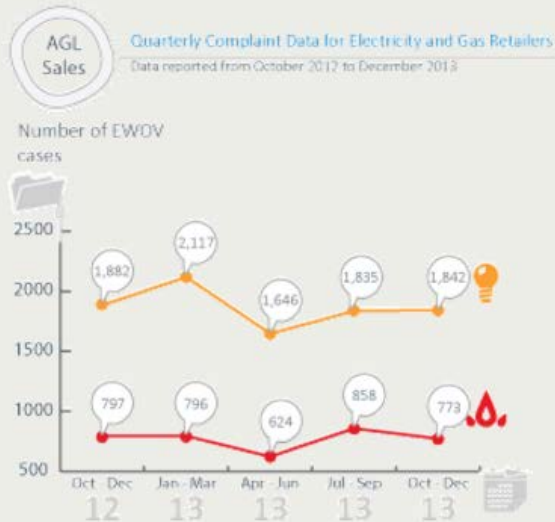 AGL
Sales
Quarterly Complaint Data for Electricity and Gas Retailers
Data reported from October 2012 to December 2013
Number of EWOV
cases
2500
2,117
1,882
1,835
1,842
2000
1,646
1500
1000
797
796
858
773
624
500
Oct - Dec
Jan - Mar
Apr - Jun
Jul - Sep
Oct - Dec
12
13
13
13
13